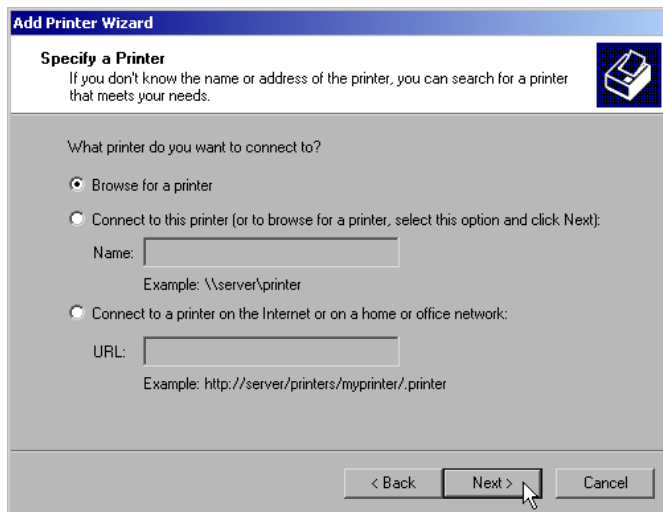 Add Printer Wizard
Specify a Printer
If you don't know the name or address of the printer, you can search for a printer
that meets your needs.
What printer do you want to connect to?
Browse for a printer
Connect to this printer (or to browse for a printer, select this option and click Next):
Name:
Example: \\server\printer
Connect to a printer on the Internet or on a home or office network:
URL:
Example: http://server/printers/myprinter/.printer
< Back Next > Cancel